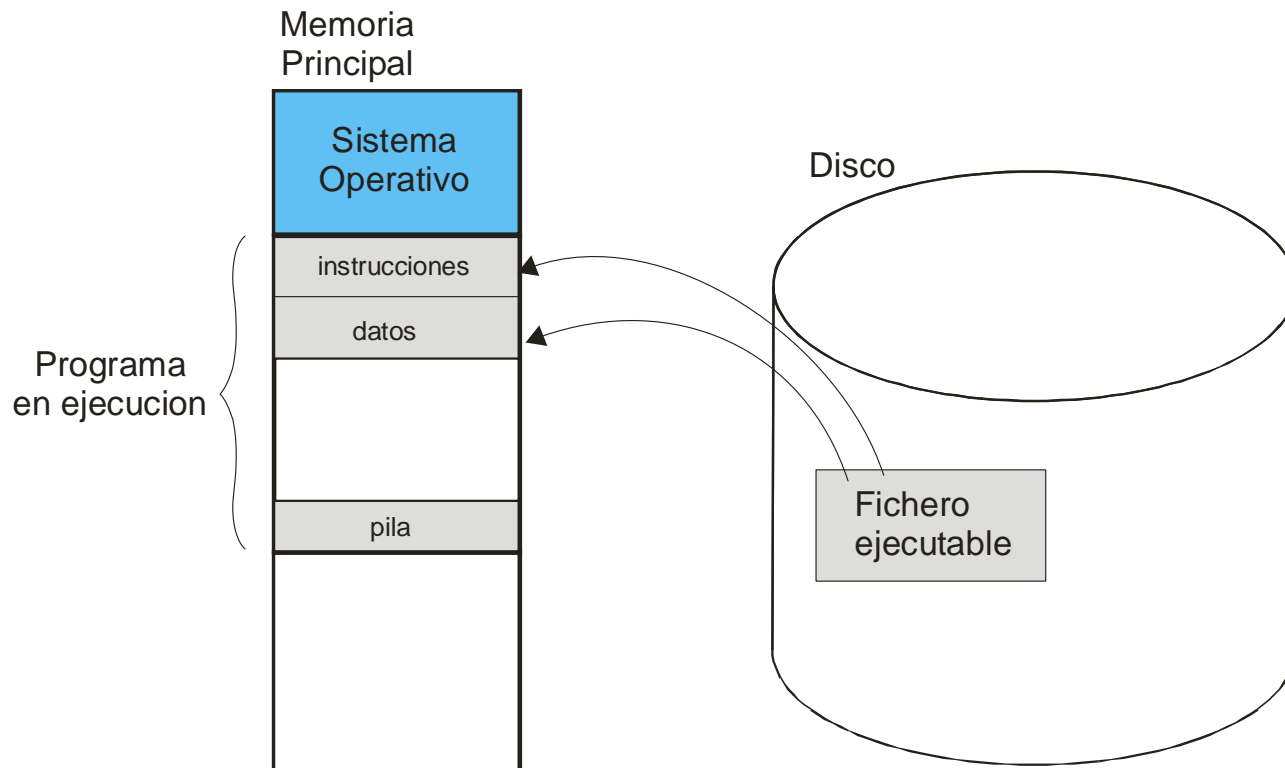 Memoria
Principal
Sistema
Operativo
Disco
instrucciones
datos
Programa
en ejecucion
Fichero
ejecutable
pila